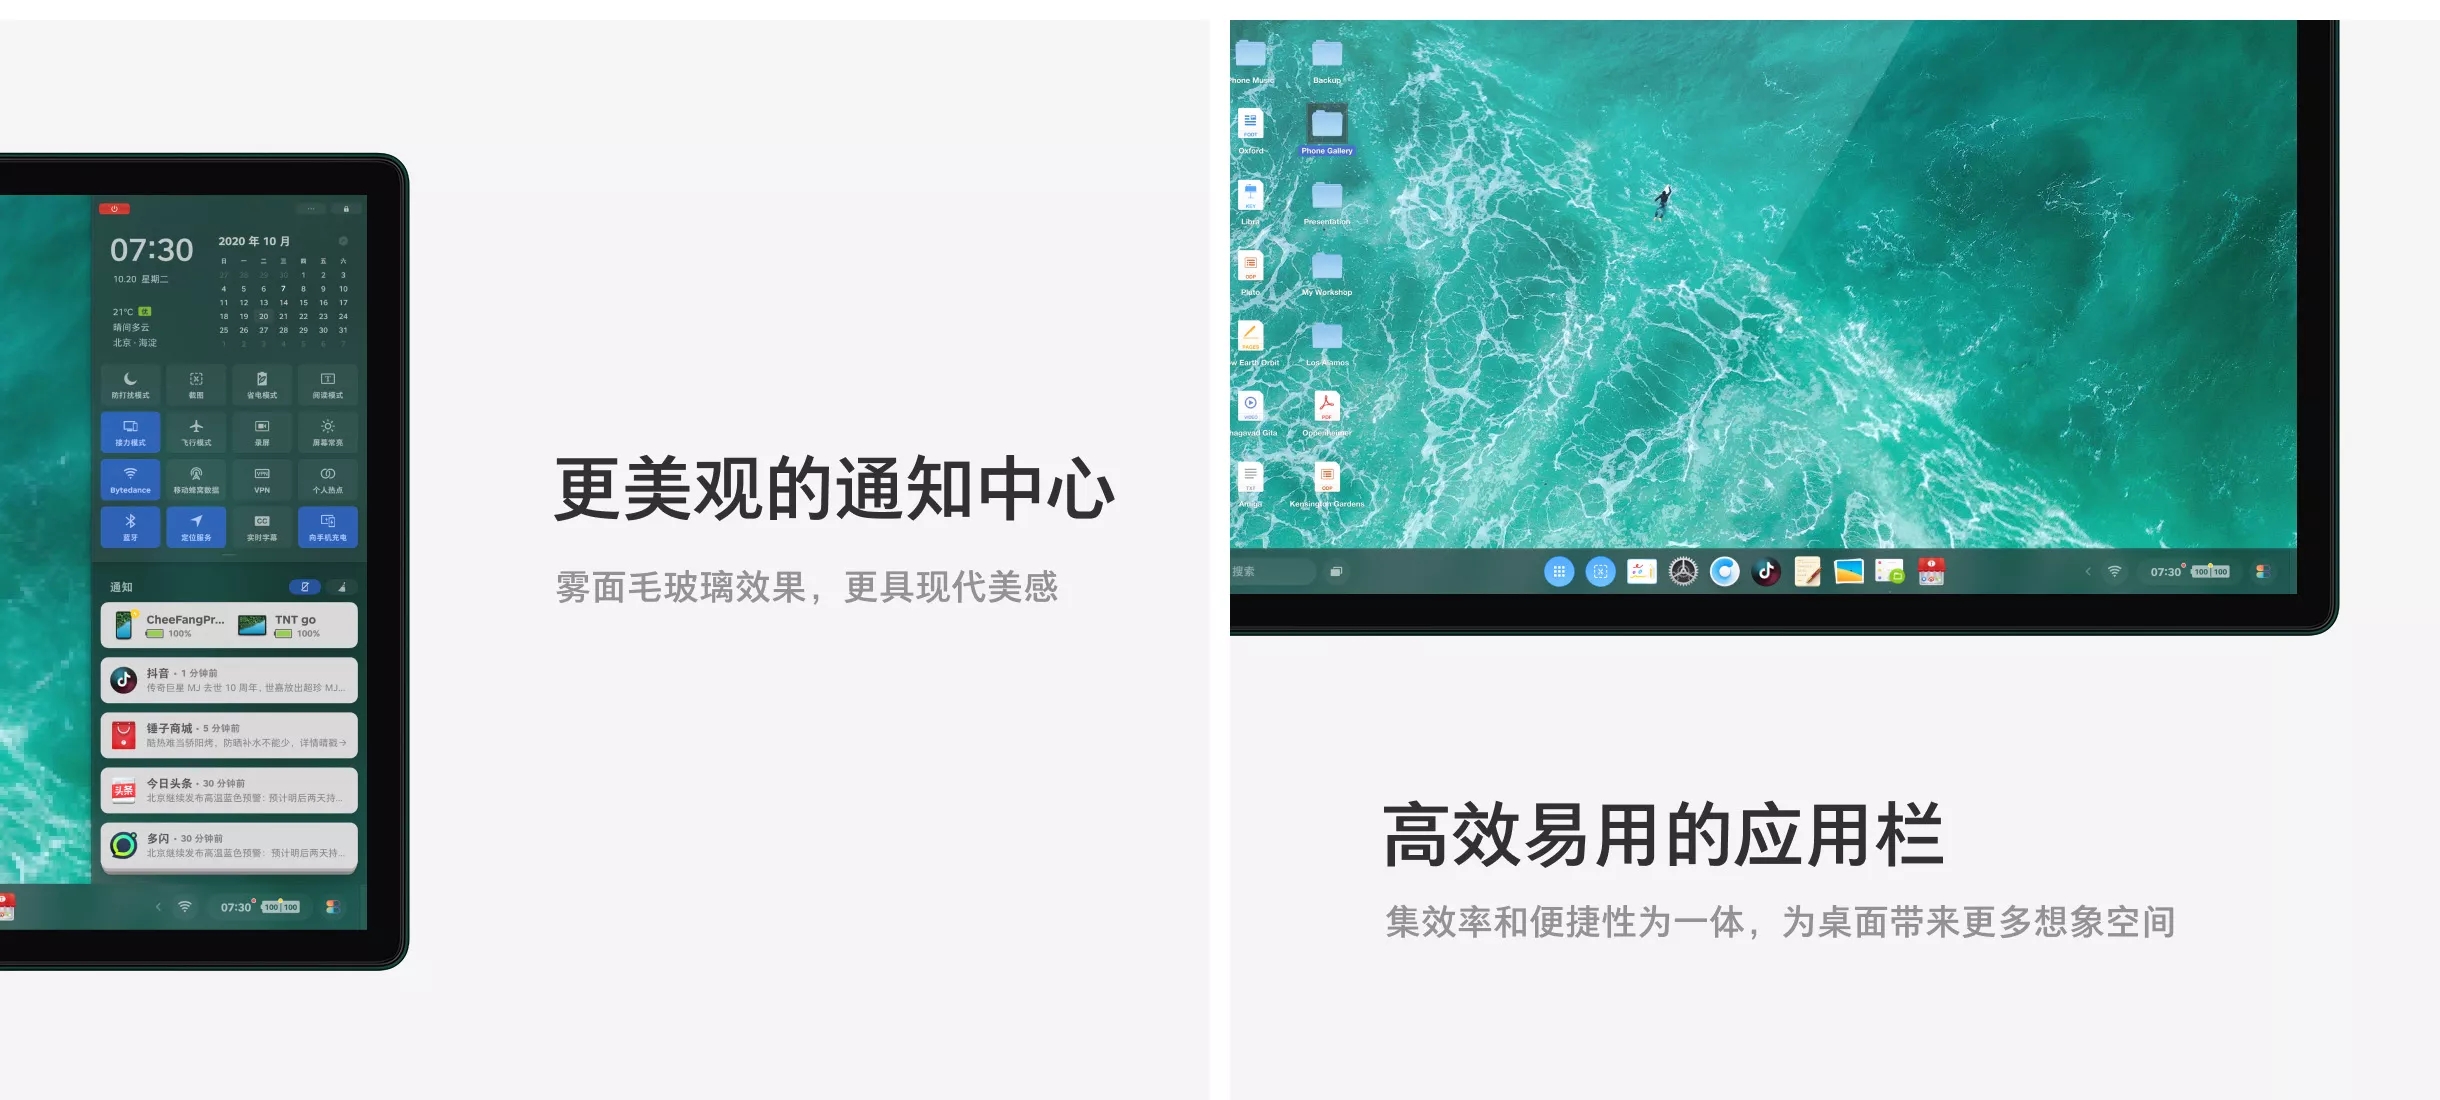 07:30
10.20 星期二
21°C 优
晴间多云
北京 · 海淀
2020 年 10 月
日 一 二 三 四 五 六
27 28 29 30 1 2 3
4 5 6 7 8 9 10
11 12 13 14 15 16 17
18 19 20 21 22 23 24
25 26 27 28 29 30 31
1 2 3 4 5 6 7
防打扰模式 截图 省电模式 阅读模式
接力模式 飞行模式 录屏 屏幕常亮
Bytedance 移动蜂窝数据 VPN 个人热点
蓝牙 定位服务 实时字幕 向手机充电
通知
CheeFangPr... TNT go
100% 100%
抖音 · 1 分钟前
传奇巨星 MJ 去世 10 周年，世嘉放出超珍 MJ...
锤子商城 · 5 分钟前
酷热难当骄阳烤，防晒补水不能少，详情睛戳→
今日头条 · 30 分钟前
北京继续发布高温蓝色预警：预计明后两天持...
多闪 · 30 分钟前
北京继续发布高温蓝色预警：预计明后两天持...
07:30 100 100
更美观的通知中心
雾面毛玻璃效果，更具现代美感
hone Music Backup
Oxford Phone Gallery
KEY
Libra Presentation
ODP
Pluto My Workshop
PAGES
w Earth Orbit Los Alamos
VIDEO PDF
hagavad Gita Oppenheimer
TXT ODP
Amiga Kensington Gardens
搜索
07:30 100 100
高效易用的应用栏
集效率和便捷性为一体，为桌面带来更多想象空间